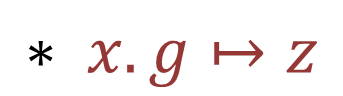 * x. g ↦ z